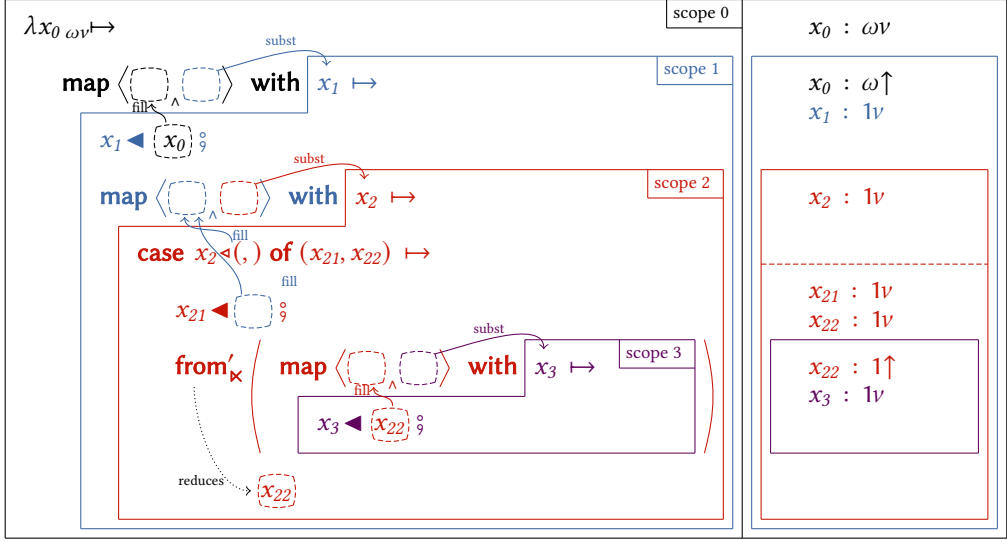 λx₀ ων↦ scope 0 x₀ : ων
subst
map ⟨ ∧ ⟩ with x₁ ↦ scope 1 x₀ : ω↑
fill x₁ : 1ν
x₁ ◀ x₀ ⨟
subst
map ⟨ ∧ ⟩ with x₂ ↦ scope 2 x₂ : 1ν
fill
case x₂ ◃(,) of (x₂₁, x₂₂) ↦
fill x₂₁ : 1ν
x₂₁ ◀ ⨟ x₂₂ : 1ν
subst
from′⋉ ( map ⟨ ∧ ⟩ with x₃ ↦ scope 3 ) x₂₂ : 1↑
fill x₃ : 1ν
x₃ ◀ x₂₂ ⨟
reduces x₂₂